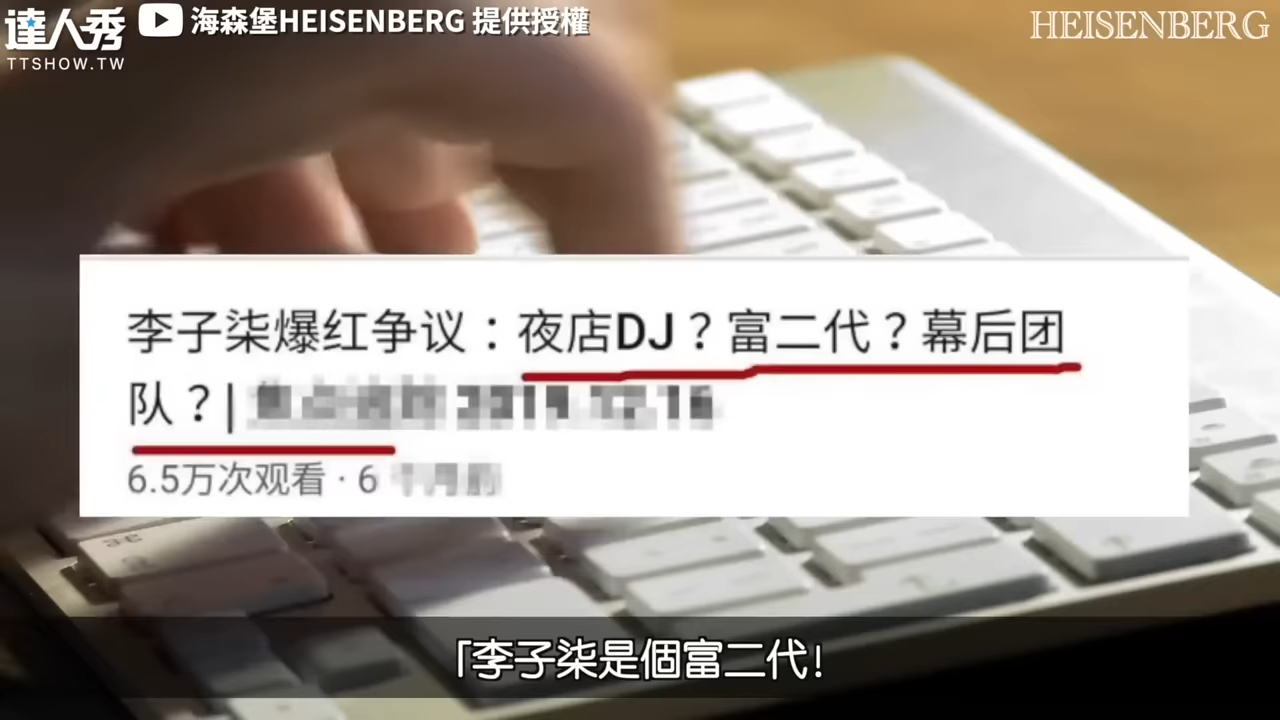 達人秀
TTSHOW.TW
海森堡HEISENBERG 提供授權
HEISENBERG
李子柒爆红争议：夜店DJ？富二代？幕后团
队？|
6.5万次观看 · 6
「李子柒是個富二代!